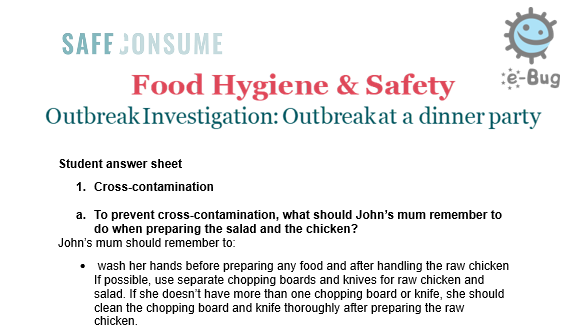 SAFE CONSUME
e-Bug
Food Hygiene & Safety
Outbreak Investigation: Outbreak at a dinner party
Student answer sheet
1. Cross-contamination
a. To prevent cross-contamination, what should John's mum remember to
do when preparing the salad and the chicken?
John's mum should remember to:
• wash her hands before preparing any food and after handling the raw chicken
If possible, use separate chopping boards and knives for raw chicken and
salad. If she doesn't have more than one chopping board or knife, she should
clean the chopping board and knife thoroughly after preparing the raw
chicken.